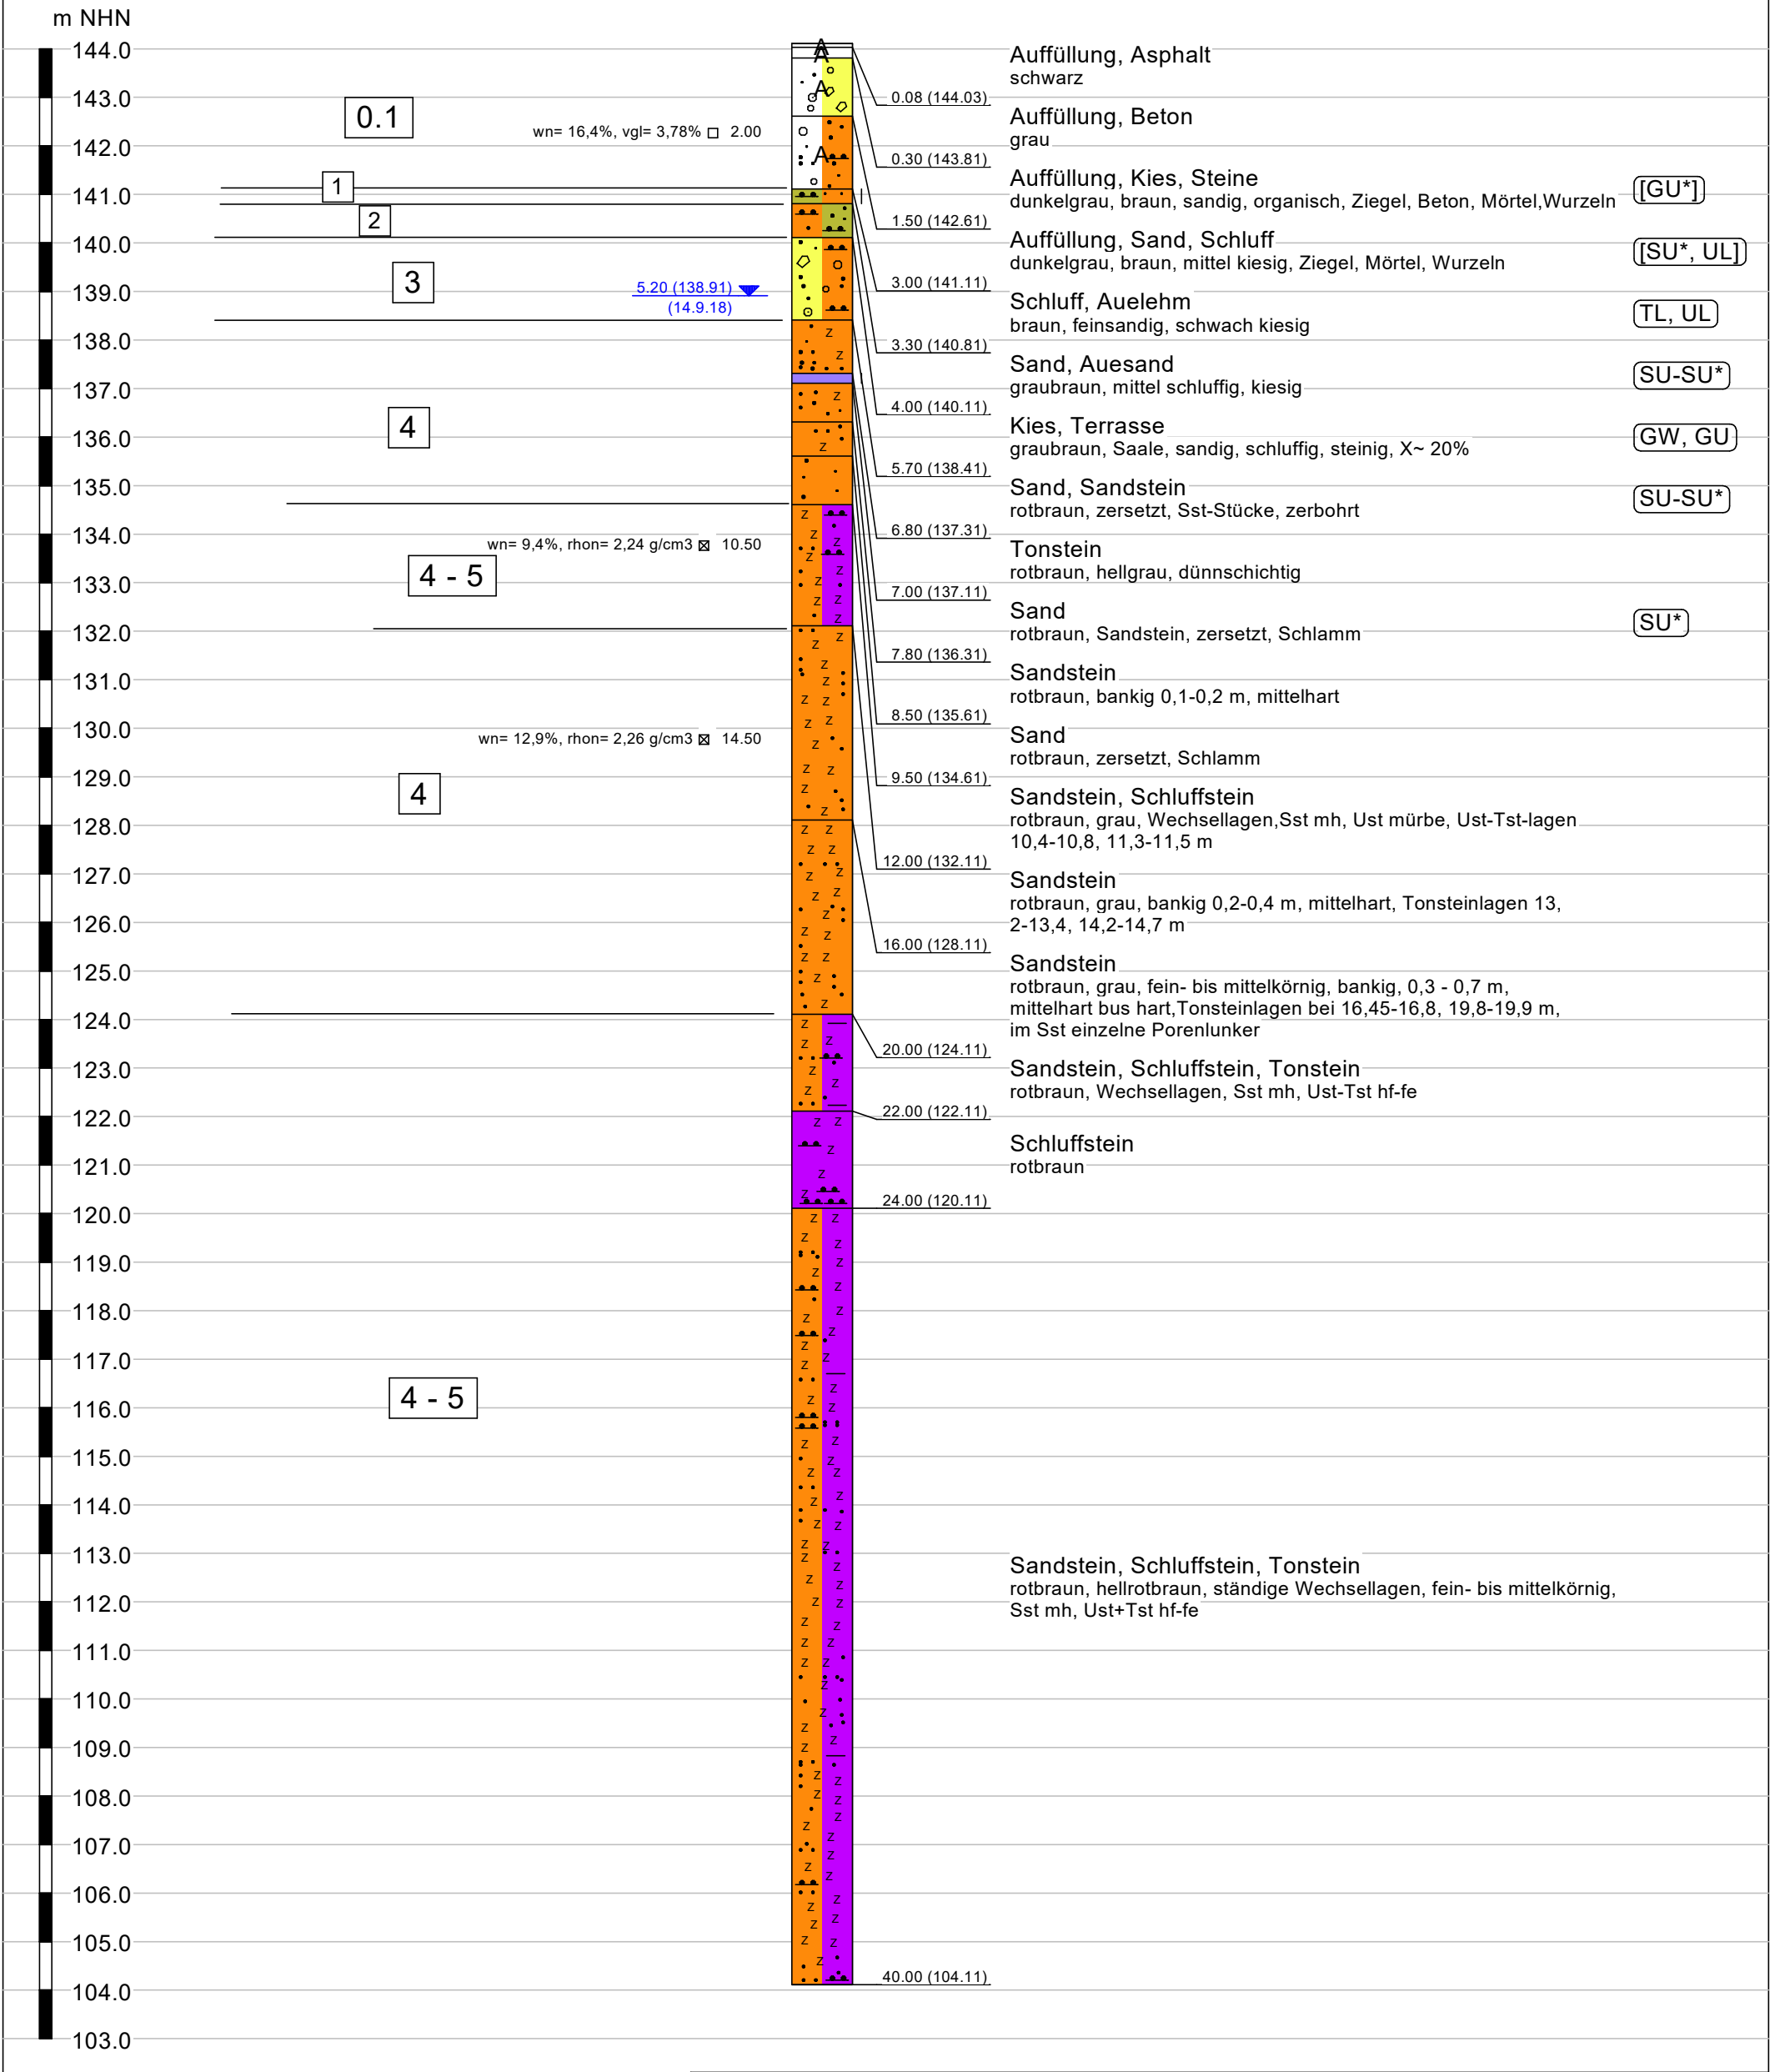 m NHN
144.0
143.0
142.0
141.0
140.0
139.0
138.0
137.0
136.0
135.0
134.0
133.0
132.0
131.0
130.0
129.0
128.0
127.0
126.0
125.0
124.0
123.0
122.0
121.0
120.0
119.0
118.0
117.0
116.0
115.0
114.0
113.0
112.0
111.0
110.0
109.0
108.0
107.0
106.0
105.0
104.0
103.0
0.1
1
2
3
4
4 - 5
4
4 - 5
wn= 16,4%, vgl= 3,78% 2.00
5.20 (138.91)
(14.9.18)
wn= 9,4%, rhon= 2,24 g/cm3 10.50
wn= 12,9%, rhon= 2,26 g/cm3 14.50
A
A
A
A
0.08 (144.03)
0.30 (143.81)
1.50 (142.61)
3.00 (141.11)
3.30 (140.81)
4.00 (140.11)
5.70 (138.41)
6.80 (137.31)
7.00 (137.11)
7.80 (136.31)
8.50 (135.61)
9.50 (134.61)
12.00 (132.11)
16.00 (128.11)
20.00 (124.11)
22.00 (122.11)
24.00 (120.11)
40.00 (104.11)
Auffüllung, Asphalt
schwarz
Auffüllung, Beton
grau
Auffüllung, Kies, Steine
dunkelgrau, braun, sandig, organisch, Ziegel, Beton, Mörtel,Wurzeln
[GU*]
Auffüllung, Sand, Schluff
dunkelgrau, braun, mittel kiesig, Ziegel, Mörtel, Wurzeln
[SU*, UL]
Schluff, Auelehm
braun, feinsandig, schwach kiesig
TL, UL
Sand, Auesand
graubraun, mittel schluffig, kiesig
SU-SU*
Kies, Terrasse
graubraun, Saale, sandig, schluffig, steinig, X~ 20%
GW, GU
Sand, Sandstein
rotbraun, zersetzt, Sst-Stücke, zerbohrt
SU-SU*
Tonstein
rotbraun, hellgrau, dünnschichtig
Sand
rotbraun, Sandstein, zersetzt, Schlamm
SU*
Sandstein
rotbraun, bankig 0,1-0,2 m, mittelhart
Sand
rotbraun, zersetzt, Schlamm
Sandstein, Schluffstein
rotbraun, grau, Wechsellagen,Sst mh, Ust mürbe, Ust-Tst-lagen
10,4-10,8, 11,3-11,5 m
Sandstein
rotbraun, grau, bankig 0,2-0,4 m, mittelhart, Tonsteinlagen 13,
2-13,4, 14,2-14,7 m
Sandstein
rotbraun, grau, fein- bis mittelkörnig, bankig, 0,3 - 0,7 m,
mittelhart bus hart,Tonsteinlagen bei 16,45-16,8, 19,8-19,9 m,
im Sst einzelne Porenlunker
Sandstein, Schluffstein, Tonstein
rotbraun, Wechsellagen, Sst mh, Ust-Tst hf-fe
Schluffstein
rotbraun
Sandstein, Schluffstein, Tonstein
rotbraun, hellrotbraun, ständige Wechsellagen, fein- bis mittelkörnig,
Sst mh, Ust+Tst hf-fe